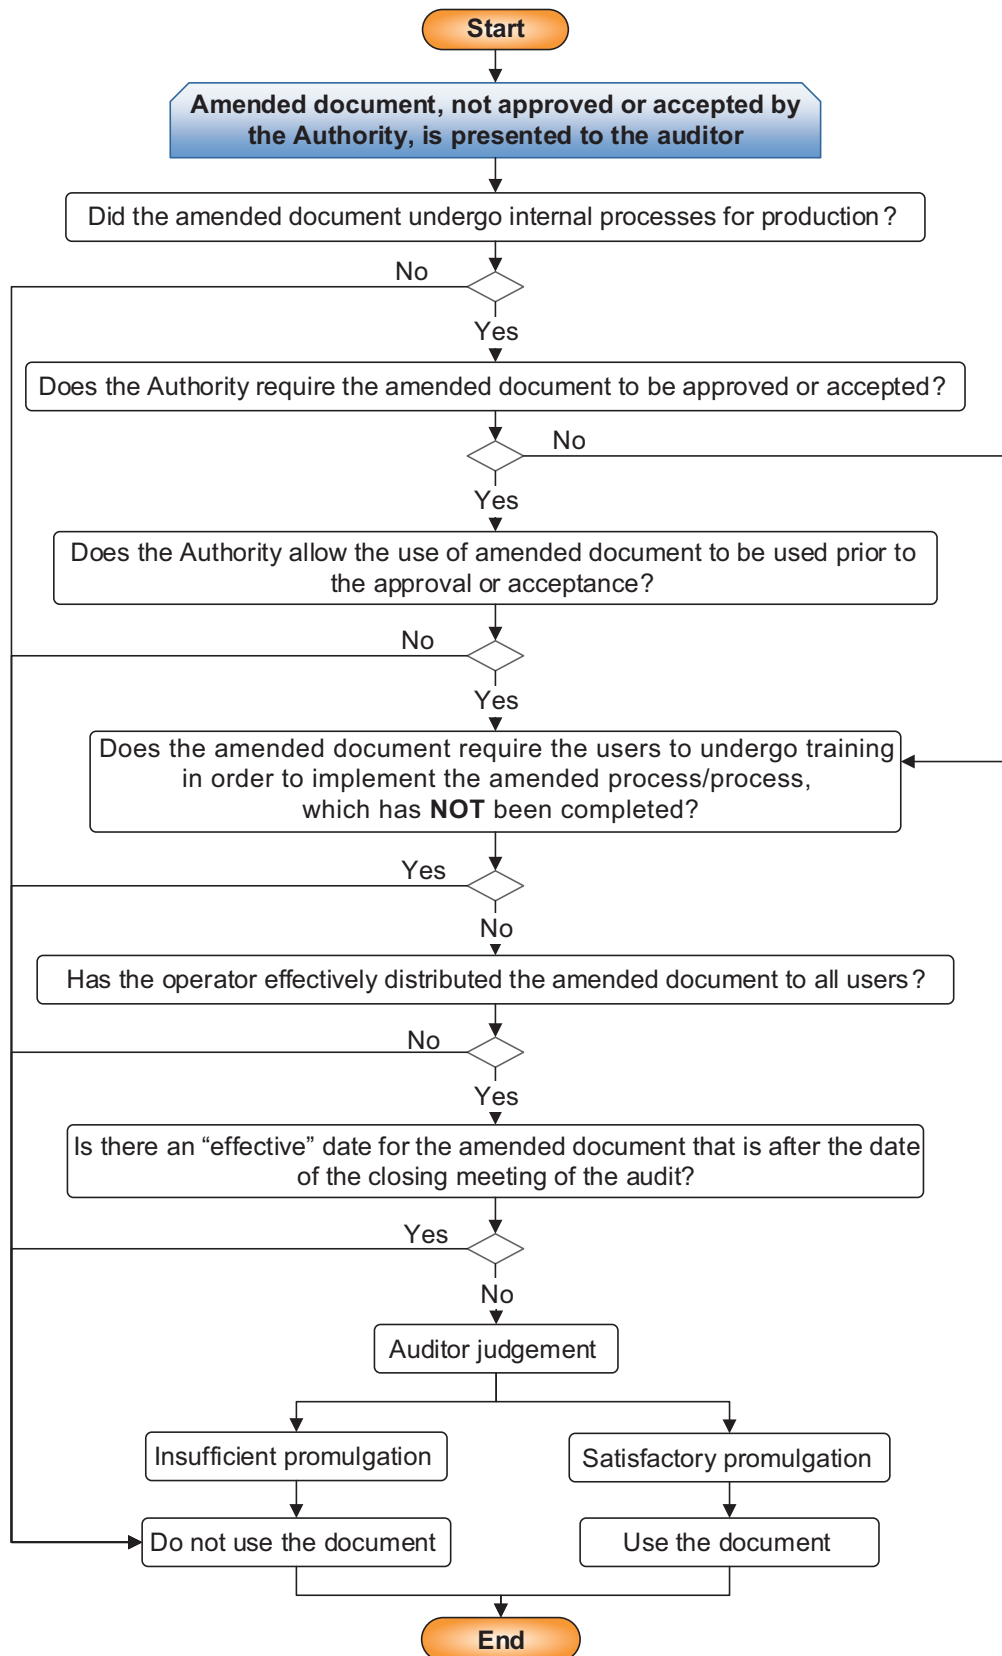 Start
Amended document, not approved or accepted by
the Authority, is presented to the auditor
Did the amended document undergo internal processes for production?
No
Yes
Does the Authority require the amended document to be approved or accepted?
No
Yes
Does the Authority allow the use of amended document to be used prior to
the approval or acceptance?
No
Yes
Does the amended document require the users to undergo training
in order to implement the amended process/process,
which has NOT been completed?
Yes
No
Has the operator effectively distributed the amended document to all users?
No
Yes
Is there an “effective” date for the amended document that is after the date
of the closing meeting of the audit?
Yes
No
Auditor judgement
Insufficient promulgation
Satisfactory promulgation
Do not use the document
Use the document
End